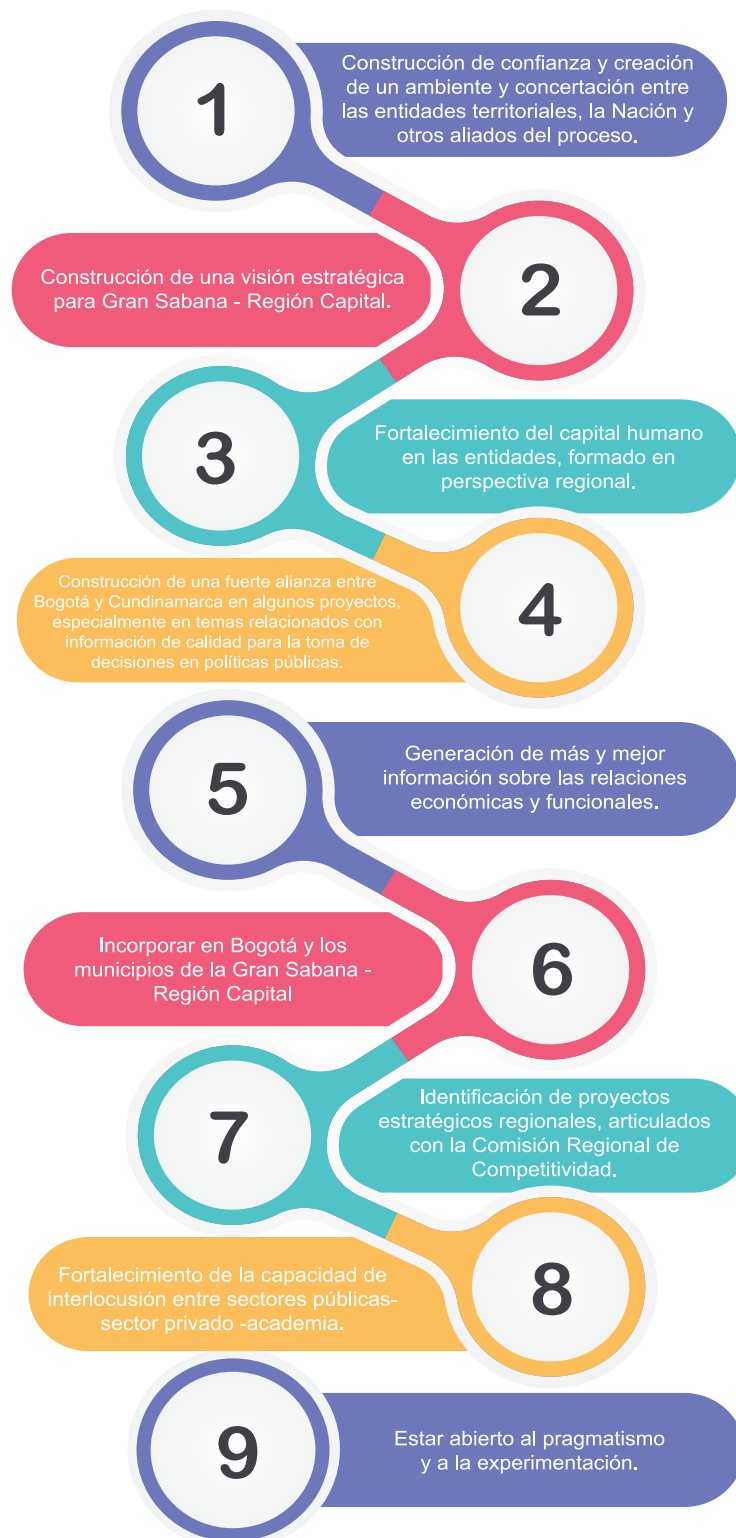 1
Construcción de confianza y creación
de un ambiente y concertación entre
las entidades territoriales, la Nación y
otros aliados del proceso.
Construcción de una visión estratégica
para Gran Sabana - Región Capital.
2
3
Fortalecimiento del capital humano
en las entidades, formado en
perspectiva regional.
Construcción de una fuerte alianza entre
Bogotá y Cundinamarca en algunos proyectos,
especialmente en temas relacionados con
información de calidad para la toma de
decisiones en políticas públicas.
4
5
Generación de más y mejor
información sobre las relaciones
económicas y funcionales.
Incorporar en Bogotá y los
municipios de la Gran Sabana -
Región Capital
6
7
Identificación de proyectos
estratégicos regionales, articulados
con la Comisión Regional de
Competitividad.
Fortalecimiento de la capacidad de
interlocusión entre sectores públicas-
sector privado -academia.
8
9
Estar abierto al pragmatismo
y a la experimentación.